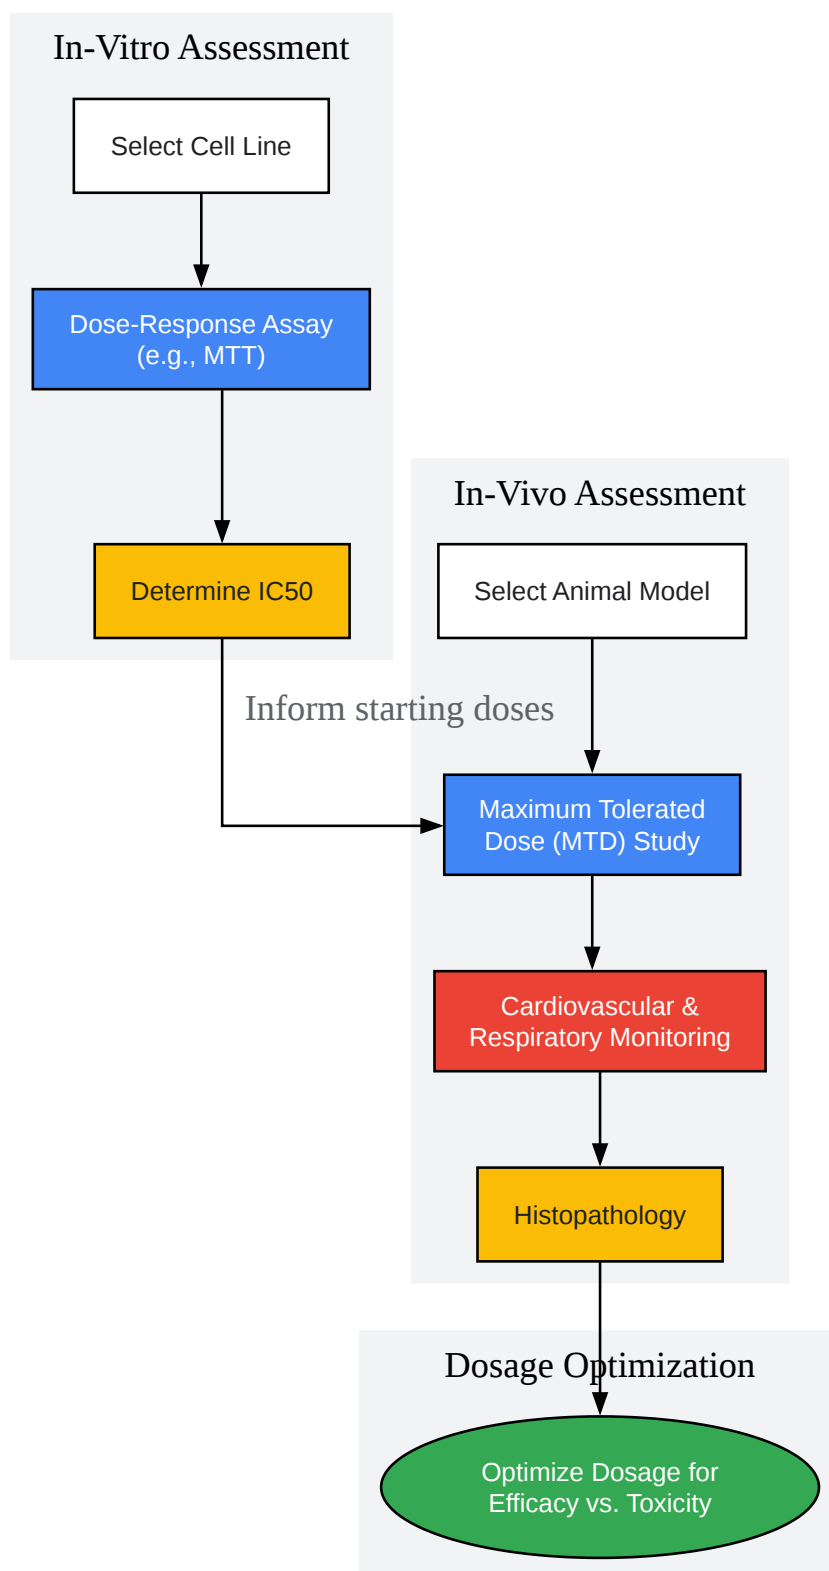 In-Vitro Assessment
Select Cell Line
Dose-Response Assay
(e.g., MTT)
Determine IC50
Inform starting doses
In-Vivo Assessment
Select Animal Model
Maximum Tolerated
Dose (MTD) Study
Cardiovascular &
Respiratory Monitoring
Histopathology
Dosage Optimization
Optimize Dosage for
Efficacy vs. Toxicity